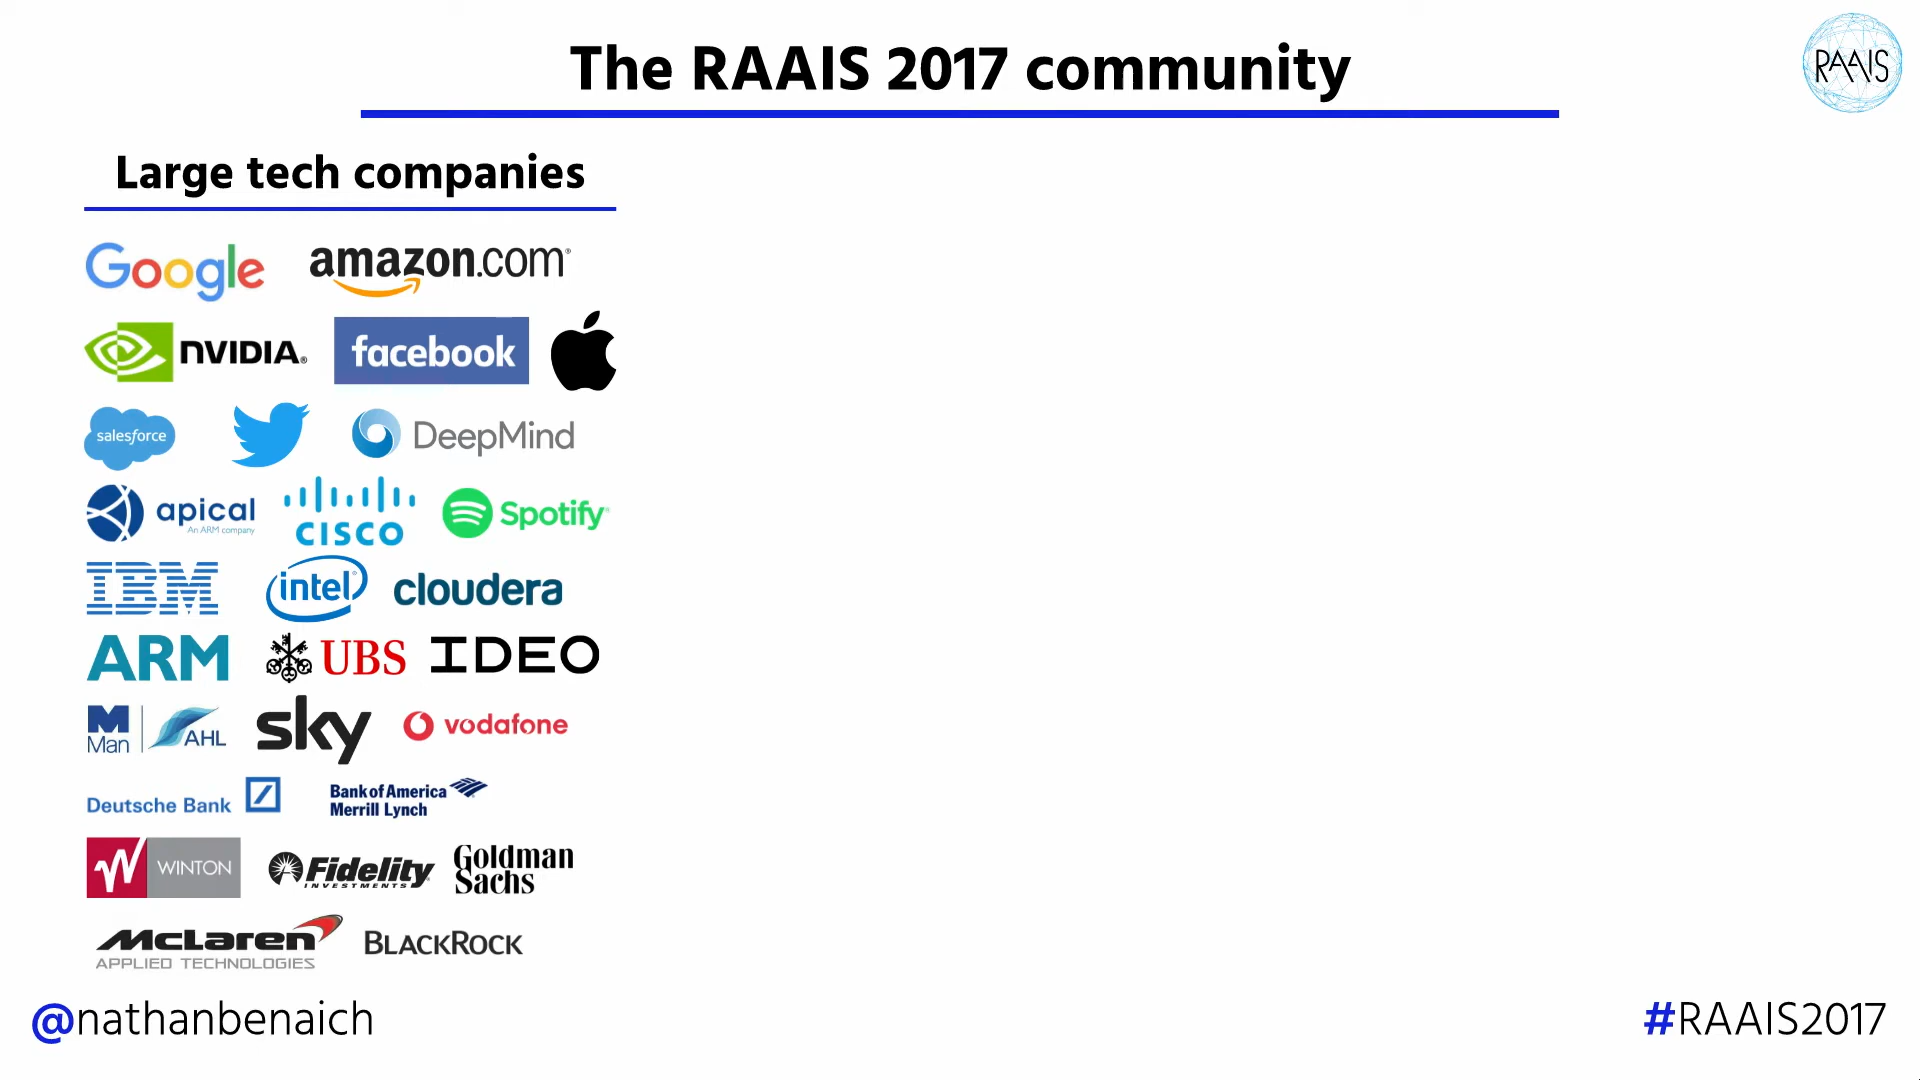 The RAAIS 2017 community
RAAIS
Large tech companies
Google amazon.com
NVIDIA. facebook
salesforce DeepMind
apical An ARM company CISCO Spotify
IBM intel cloudera
ARM UBS IDEO
M Man AHL sky vodafone
Deutsche Bank Bank of America Merrill Lynch
W WINTON Fidelity INVESTMENTS Goldman Sachs
McLaren APPLIED TECHNOLOGIES BLACKROCK
@nathanbenaich #RAAIS2017